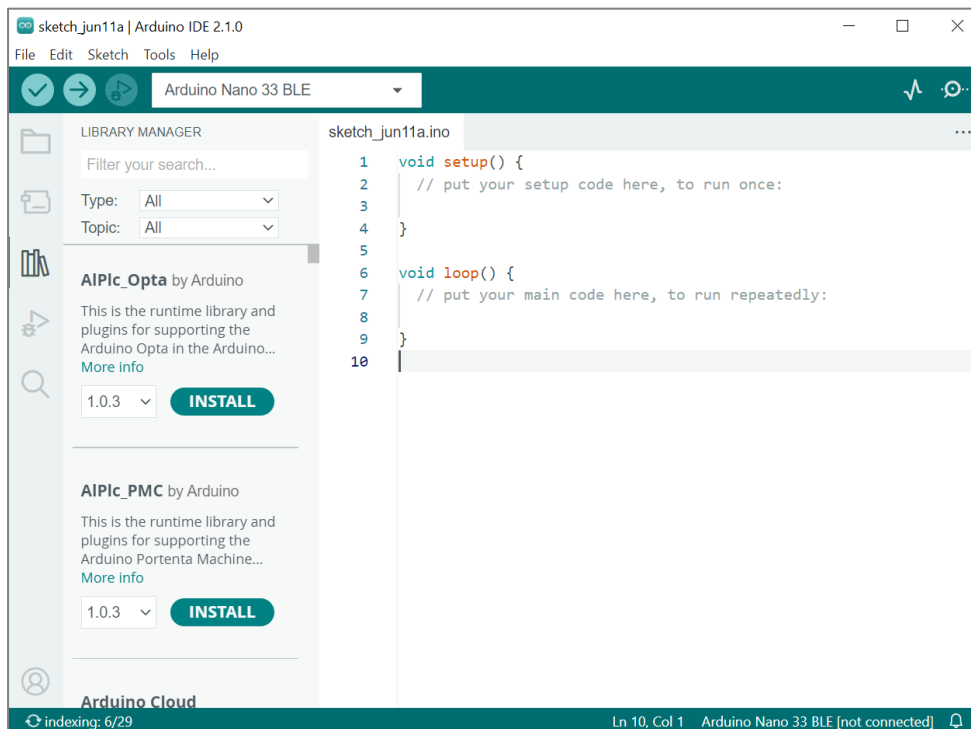 sketch_jun11a | Arduino IDE 2.1.0
File Edit Sketch Tools Help
Arduino Nano 33 BLE
LIBRARY MANAGER
Filter your search...
Type: All
Topic: All
AlPlc_Opta by Arduino
This is the runtime library and
plugins for supporting the
Arduino Opta in the Arduino...
More info
1.0.3 INSTALL
AlPlc_PMC by Arduino
This is the runtime library and
plugins for supporting the
Arduino Portenta Machine...
More info
1.0.3 INSTALL
Arduino Cloud
sketch_jun11a.ino
1 void setup() {
2 // put your setup code here, to run once:
3
4 }
5
6 void loop() {
7 // put your main code here, to run repeatedly:
8
9 }
10
indexing: 6/29
Ln 10, Col 1 Arduino Nano 33 BLE [not connected]